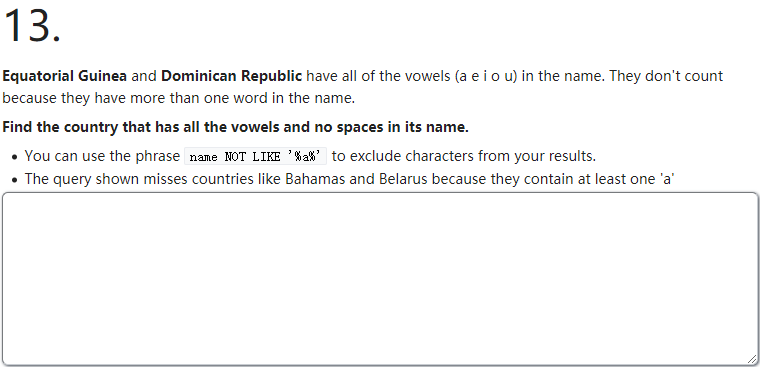 13.
Equatorial Guinea and Dominican Republic have all of the vowels (a e i o u) in the name. They don't count
because they have more than one word in the name.
Find the country that has all the vowels and no spaces in its name.
• You can use the phrase name NOT LIKE '%a%' to exclude characters from your results.
• The query shown misses countries like Bahamas and Belarus because they contain at least one 'a'